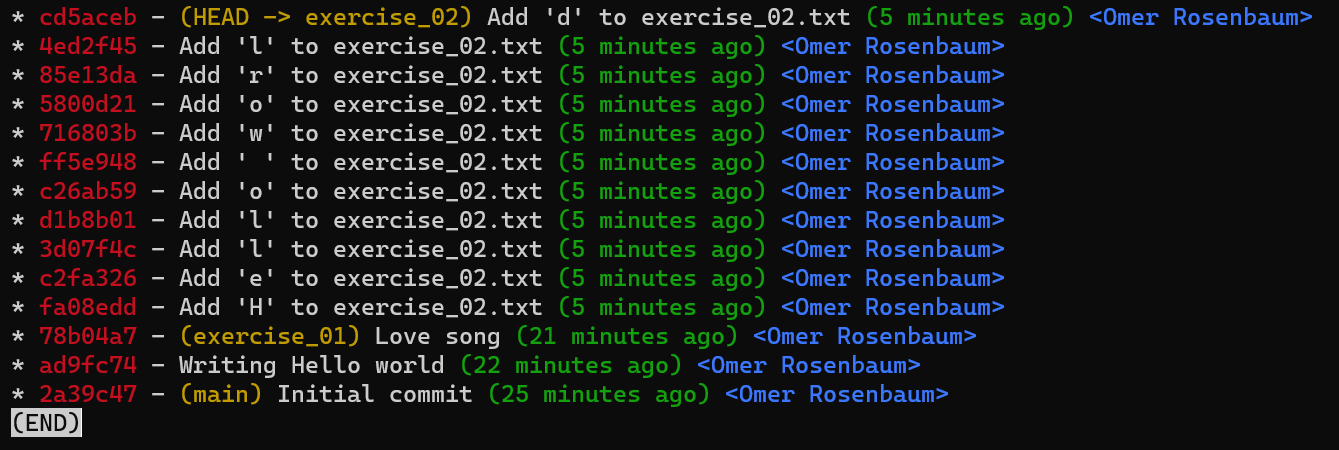 * cd5aceb - (HEAD -> exercise_02) Add 'd' to exercise_02.txt (5 minutes ago) <Omer Rosenbaum>
* 4ed2f45 - Add 'l' to exercise_02.txt (5 minutes ago) <Omer Rosenbaum>
* 85e13da - Add 'r' to exercise_02.txt (5 minutes ago) <Omer Rosenbaum>
* 5800d21 - Add 'o' to exercise_02.txt (5 minutes ago) <Omer Rosenbaum>
* 716803b - Add 'w' to exercise_02.txt (5 minutes ago) <Omer Rosenbaum>
* ff5e948 - Add ' ' to exercise_02.txt (5 minutes ago) <Omer Rosenbaum>
* c26ab59 - Add 'o' to exercise_02.txt (5 minutes ago) <Omer Rosenbaum>
* d1b8b01 - Add 'l' to exercise_02.txt (5 minutes ago) <Omer Rosenbaum>
* 3d07f4c - Add 'l' to exercise_02.txt (5 minutes ago) <Omer Rosenbaum>
* c2fa326 - Add 'e' to exercise_02.txt (5 minutes ago) <Omer Rosenbaum>
* fa08edd - Add 'H' to exercise_02.txt (5 minutes ago) <Omer Rosenbaum>
* 78b04a7 - (exercise_01) Love song (21 minutes ago) <Omer Rosenbaum>
* ad9fc74 - Writing Hello world (22 minutes ago) <Omer Rosenbaum>
* 2a39c47 - (main) Initial commit (25 minutes ago) <Omer Rosenbaum>
(END)